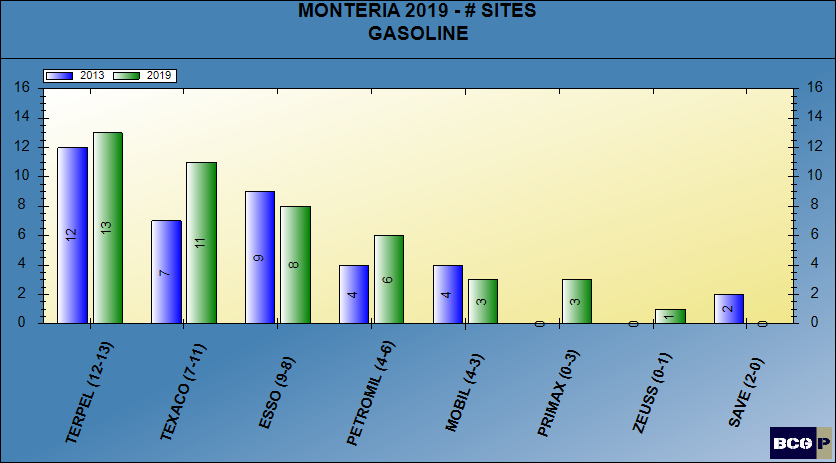 MONTERIA 2019 - # SITES
GASOLINE
2013 2019
16 16
14 14
12 12
10 10
8 8
6 6
4 4
2 2
0 0
12 13 7 11 9 8 4 6 4 3 0 3 0 1 2 0
TERPEL (12-13)
TEXACO (7-11)
ESSO (9-8)
PETROMIL (4-6)
MOBIL (4-3)
PRIMAX (0-3)
ZEUSS (0-1)
SAVE (2-0)
BCG P